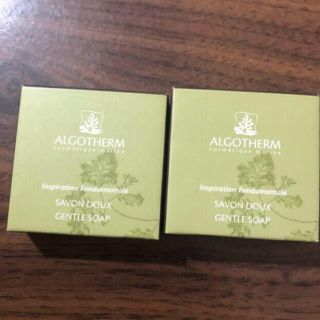 ALGOTHERM
cosmétique marine
Inspiration Fondamentale
SAVON DOUX
GENTLE SOAP
ALGOTHERM
cosmétique marine
Inspiration Fondamentale
SAVON DOUX
GENTLE SOAP